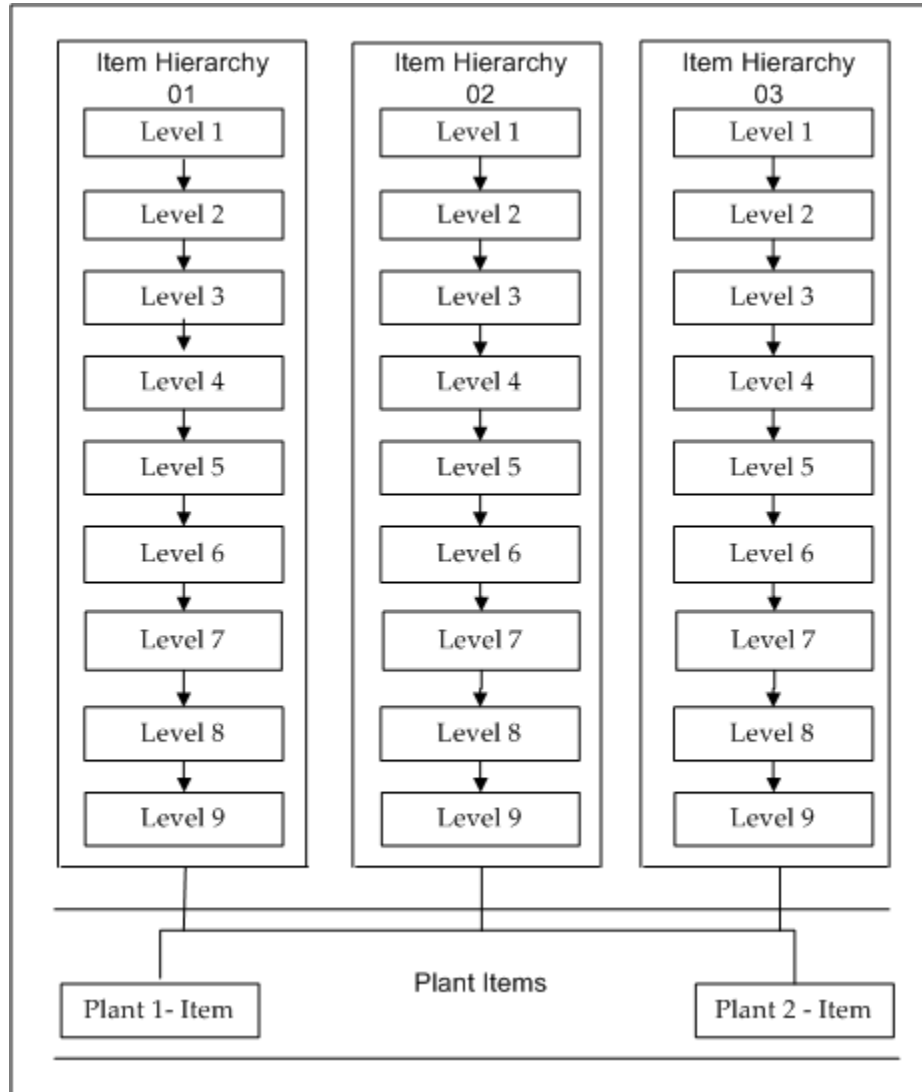 Item Hierarchy
01
Level 1
Level 2
Level 3
Level 4
Level 5
Level 6
Level 7
Level 8
Level 9
Item Hierarchy
02
Level 1
Level 2
Level 3
Level 4
Level 5
Level 6
Level 7
Level 8
Level 9
Item Hierarchy
03
Level 1
Level 2
Level 3
Level 4
Level 5
Level 6
Level 7
Level 8
Level 9
Plant Items
Plant 1- Item
Plant 2 - Item